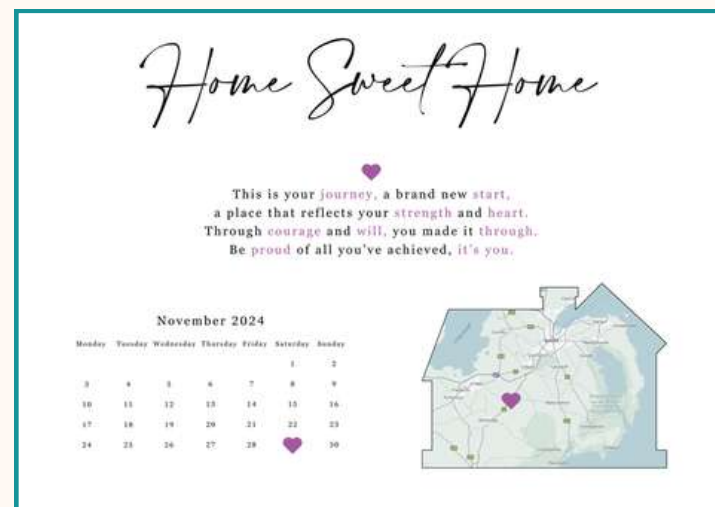 Home Sweet Home
This is your journey, a brand new start,
a place that reflects your strength and heart.
Through courage and will, you made it through.
Be proud of all you've achieved, it's you.
November 2024
Monday Tuesday Wednesday Thursday Friday Saturday Sunday
1 2
3 4 5 6 7 8 9
10 11 12 13 14 15 16
17 18 19 20 21 22 23
24 25 26 27 28 30